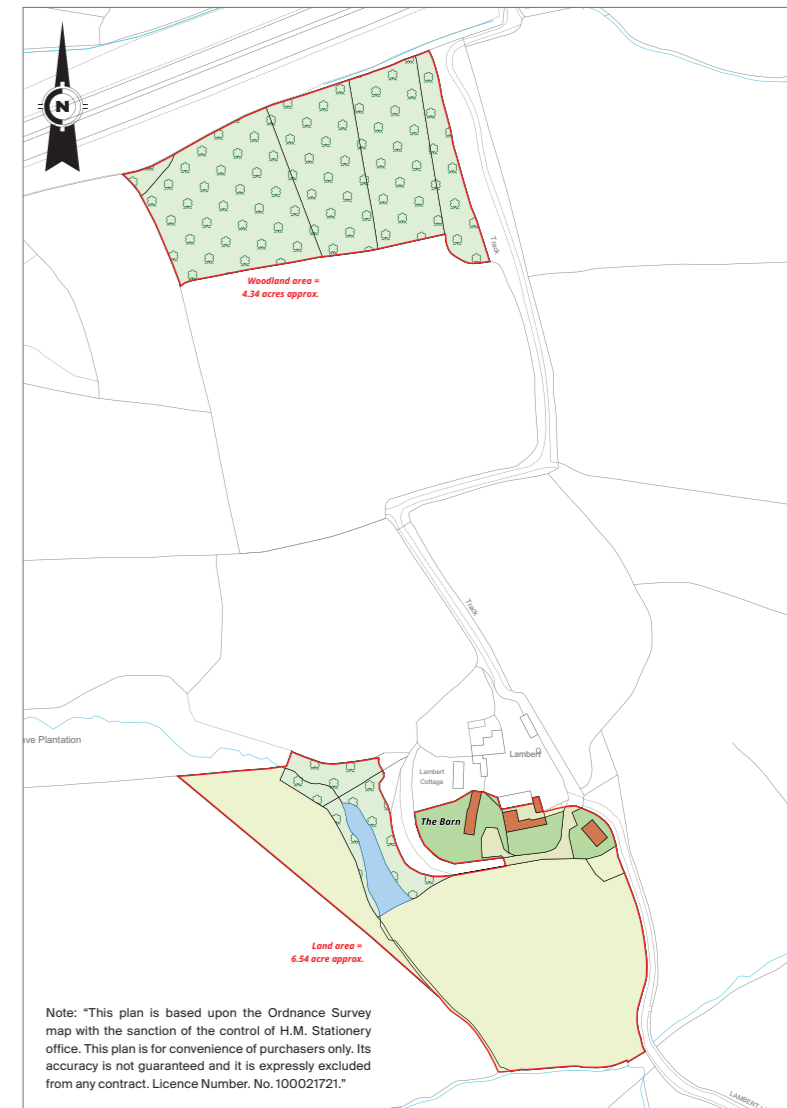 N
Track
Woodland area =
4.34 acres approx.
Track
ve Plantation
Lambert
Lambert
Cottage
The Barn
Land area =
6.54 acre approx.
Note: “This plan is based upon the Ordnance Survey
map with the sanction of the control of H.M. Stationery
office. This plan is for convenience of purchasers only. Its
accuracy is not guaranteed and it is expressly excluded
from any contract. Licence Number. No. 100021721.”
LAMBERT L